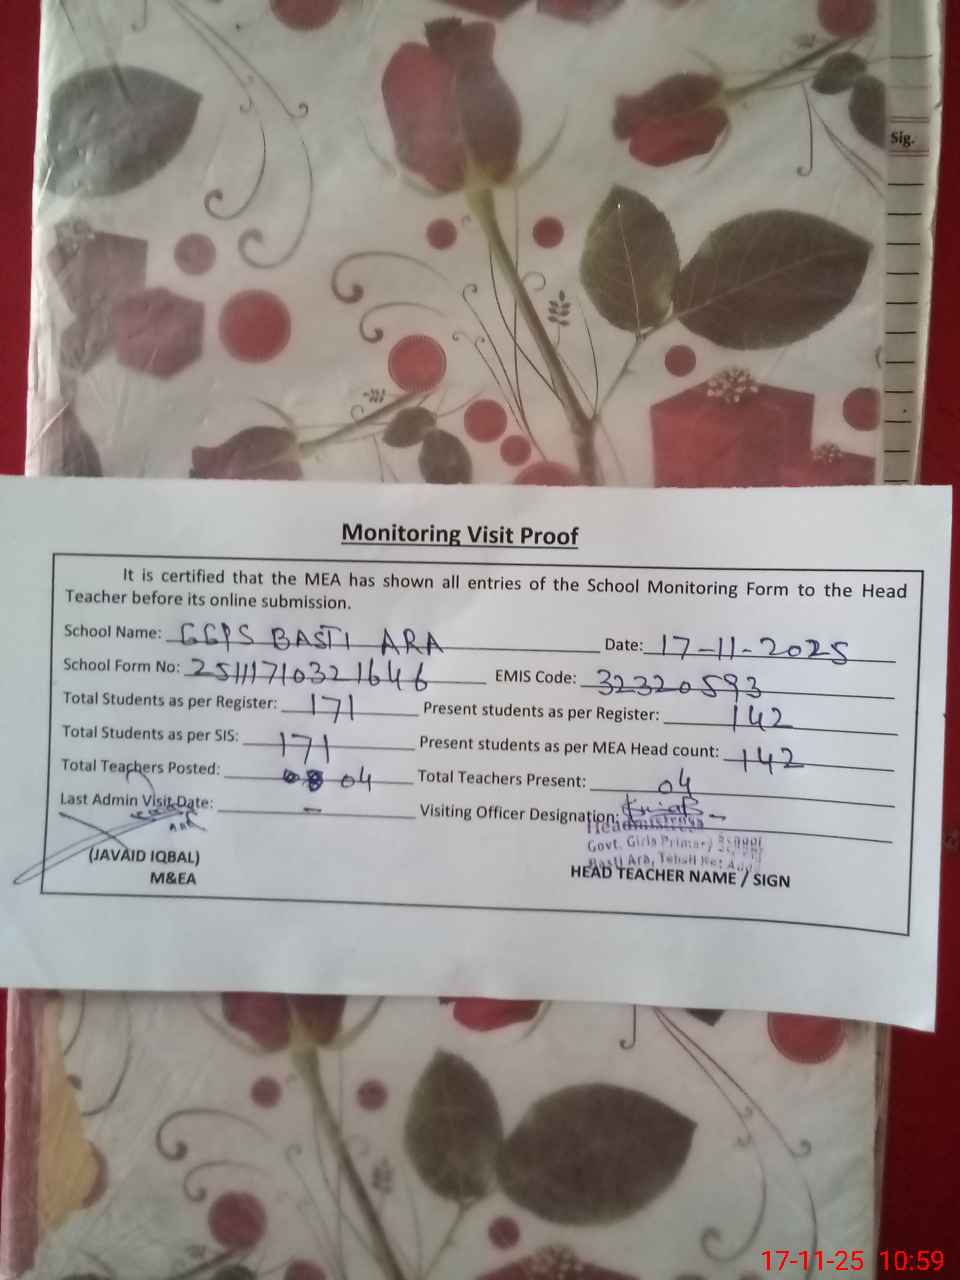 Sig.
Monitoring Visit Proof
It is certified that the MEA has shown all entries of the School Monitoring Form to the Head
Teacher before its online submission.
School Name: GGPS BASTI ARA Date: 17-11-2025
School Form No: 25111710321646 EMIS Code: 32320593
Total Students as per Register: 171 Present students as per Register: 142
Total Students as per SIS: 171 Present students as per MEA Head count: 142
Total Teachers Posted: 04 Total Teachers Present: 04
Last Admin Visit Date: - Visiting Officer Designation:
Headmistress
Govt. Girls Primary School
Basti Ara, Tehsil
(JAVAID IQBAL)
M&EA
HEAD TEACHER NAME / SIGN
17-11-25 10:59